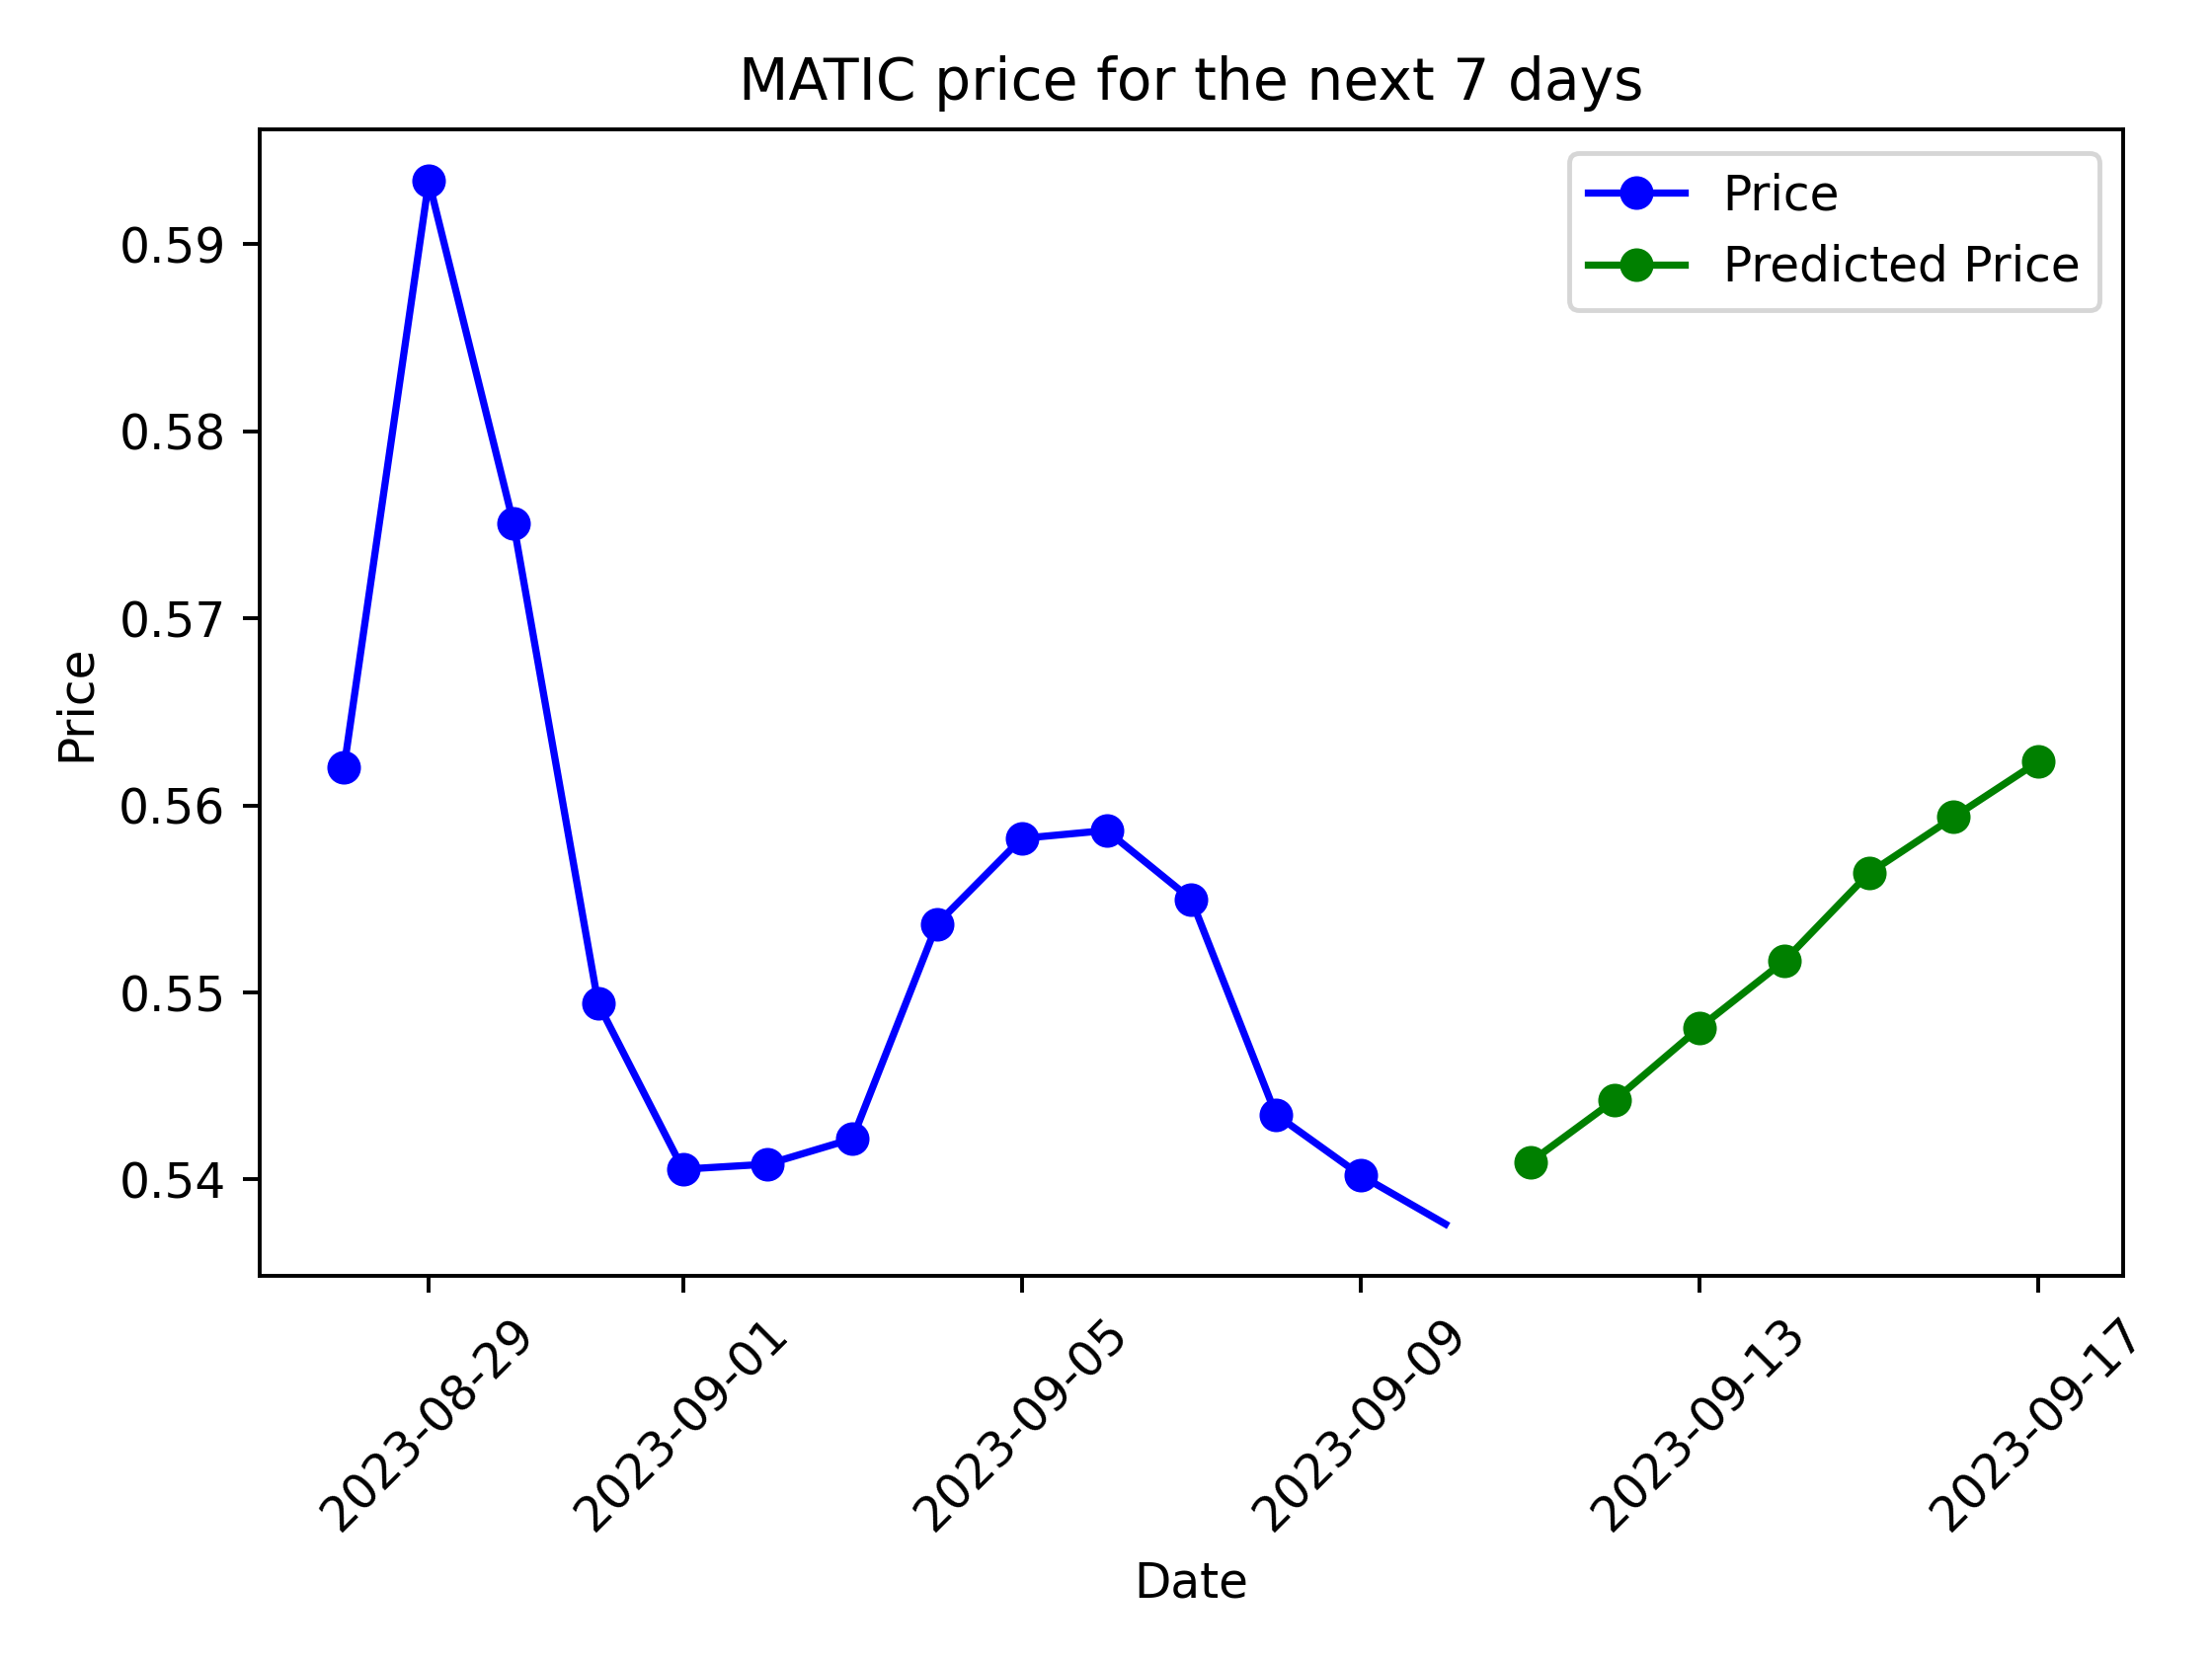 MATIC price for the next 7 days
Price
Predicted Price
0.59
0.58
0.57
0.56
0.55
0.54
Price
2023-08-29
2023-09-01
2023-09-05
2023-09-09
2023-09-13
2023-09-17
Date